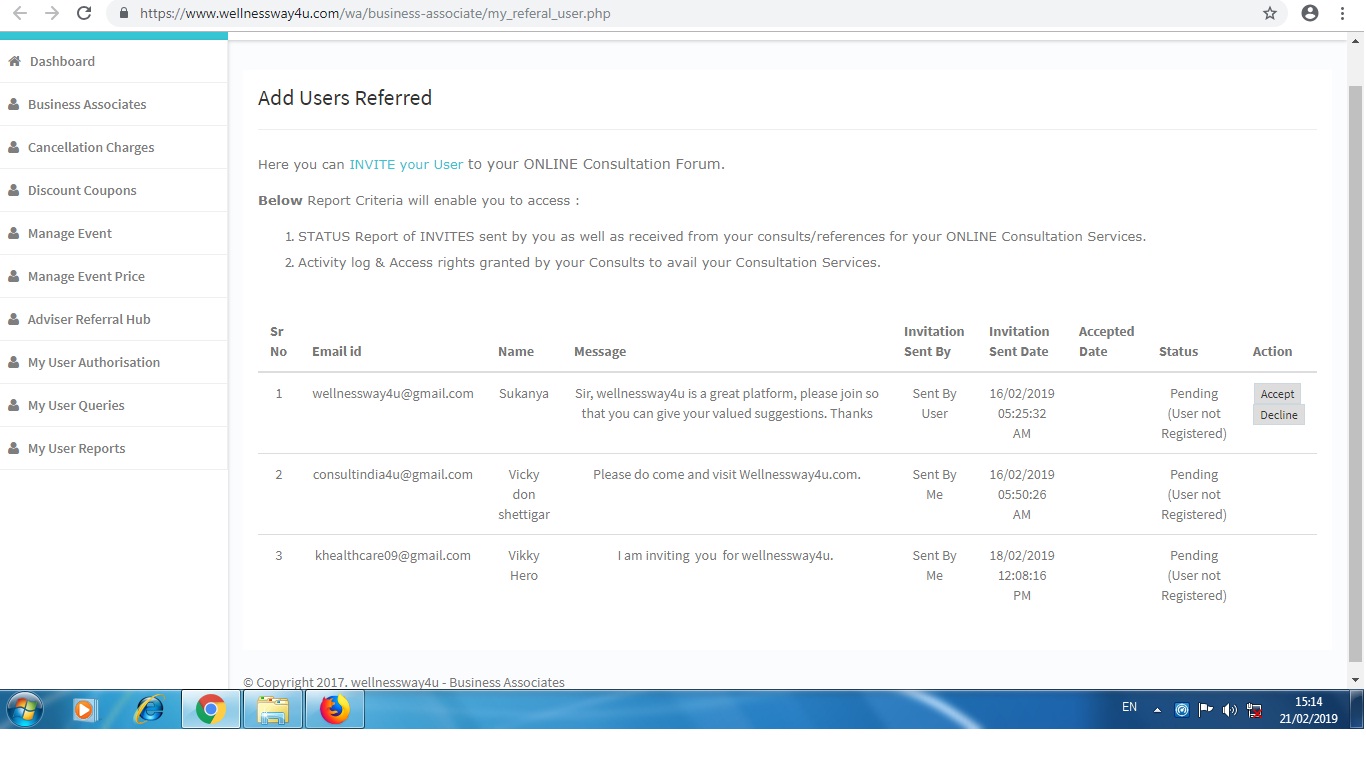 https://www.wellnessway4u.com/wa/business-associate/my_referal_user.php
Dashboard
Business Associates
Cancellation Charges
Discount Coupons
Manage Event
Manage Event Price
Adviser Referral Hub
My User Authorisation
My User Queries
My User Reports
Add Users Referred
Here you can INVITE your User to your ONLINE Consultation Forum.
Below Report Criteria will enable you to access :
1. STATUS Report of INVITES sent by you as well as received from your consults/references for your ONLINE Consultation Services.
2. Activity log & Access rights granted by your Consults to avail your Consultation Services.
Sr Invitation Invitation Accepted
No Email id Name Message Sent By Sent Date Date Status Action
1 wellnessway4u@gmail.com Sukanya Sir, wellnessway4u is a great platform, please join so Sent By 16/02/2019 Pending Accept
that you can give your valued suggestions. Thanks User 05:25:32 (User not Decline
AM Registered)
2 consultindia4u@gmail.com Vicky Please do come and visit Wellnessway4u.com. Sent By 16/02/2019 Pending
don Me 05:50:26 (User not
shettigar AM Registered)
3 khealthcare09@gmail.com Vikky I am inviting you for wellnessway4u. Sent By 18/02/2019 Pending
Hero Me 12:08:16 (User not
PM Registered)
© Copyright 2017. wellnessway4u - Business Associates
EN 15:14
21/02/2019